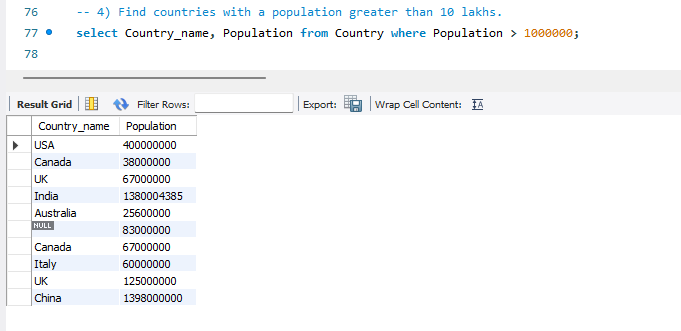 76 -- 4) Find countries with a population greater than 10 lakhs.
77 select Country_name, Population from Country where Population > 1000000;
78
Result Grid Filter Rows: Export: Wrap Cell Content: IA
Country_name Population
USA 400000000
Canada 38000000
UK 67000000
India 1380004385
Australia 25600000
NULL 83000000
Canada 67000000
Italy 60000000
UK 125000000
China 1398000000